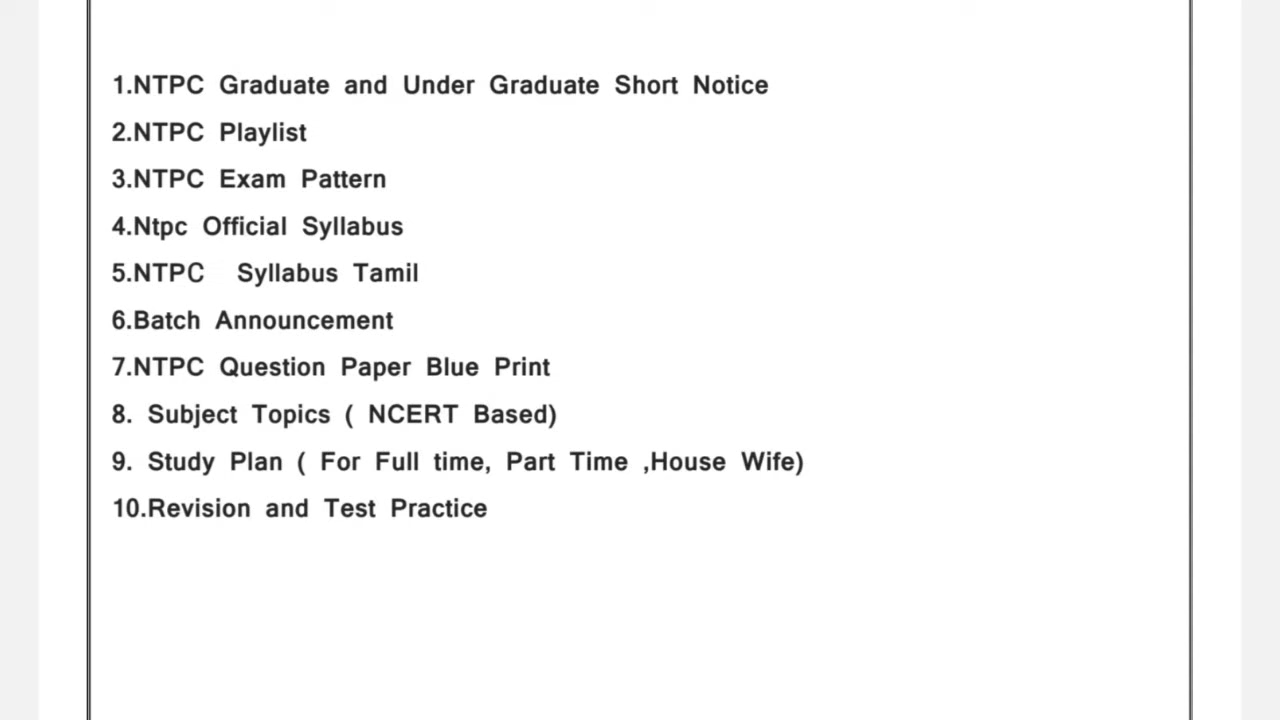 1.NTPC Graduate and Under Graduate Short Notice
2.NTPC Playlist
3.NTPC Exam Pattern
4.Ntpc Official Syllabus
5.NTPC Syllabus Tamil
6.Batch Announcement
7.NTPC Question Paper Blue Print
8. Subject Topics ( NCERT Based)
9. Study Plan ( For Full time, Part Time ,House Wife)
10.Revision and Test Practice